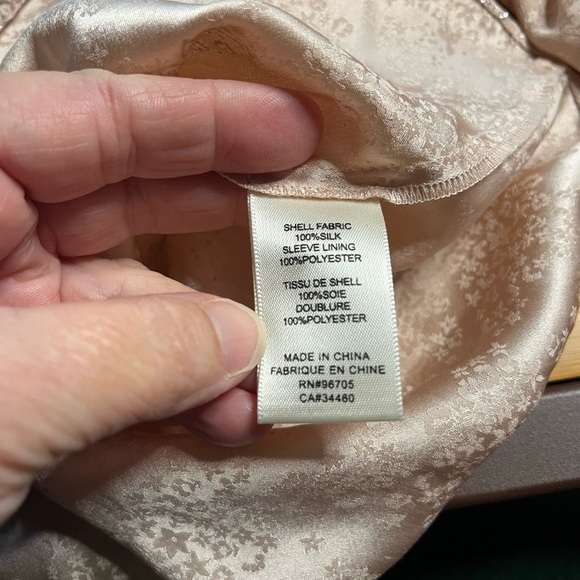 SHELL FABRIC
100%SILK
SLEEVE LINING
100%POLYESTER
TISSU DE SHELL
100%SOIE
DOUBLURE
100%POLYESTER
MADE IN CHINA
FABRIQUE EN CHINE
RN#96705
CA#34460